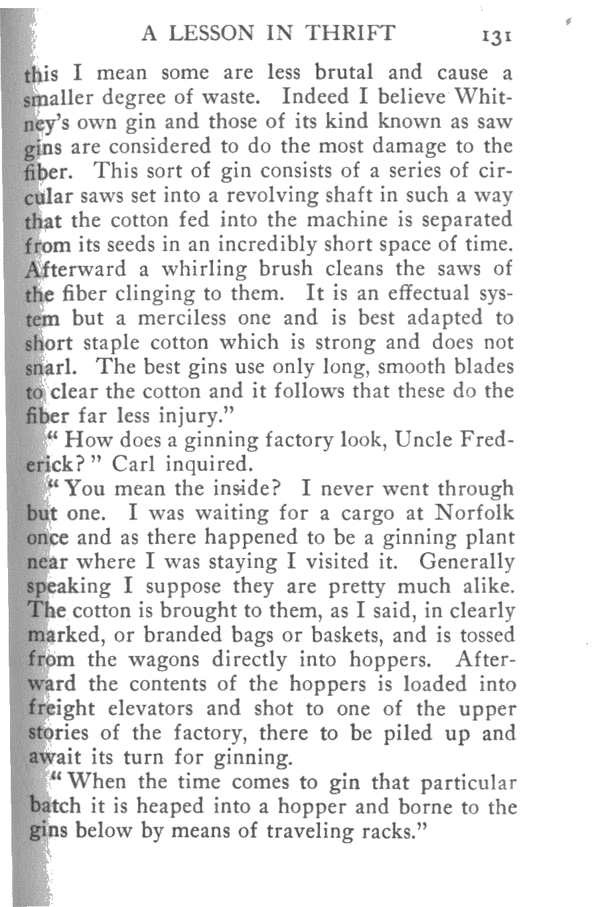 A LESSON IN THRIFT 131
this I mean some are less brutal and cause a
smaller degree of waste. Indeed I believe Whit-
ney's own gin and those of its kind known as saw
gins are considered to do the most damage to the
fiber. This sort of gin consists of a series of cir-
cular saws set into a revolving shaft in such a way
that the cotton fed into the machine is separated
from its seeds in an incredibly short space of time.
Afterward a whirling brush cleans the saws of
the fiber clinging to them. It is an effectual sys-
tem but a merciless one and is best adapted to
short staple cotton which is strong and does not
snarl. The best gins use only long, smooth blades
to clear the cotton and it follows that these do the
fiber far less injury."
"How does a ginning factory look, Uncle Fred-
erick?" Carl inquired.
"You mean the inside? I never went through
but one. I was waiting for a cargo at Norfolk
once and as there happened to be a ginning plant
near where I was staying I visited it. Generally
speaking I suppose they are pretty much alike.
The cotton is brought to them, as I said, in clearly
marked, or branded bags or baskets, and is tossed
from the wagons directly into hoppers. After-
ward the contents of the hoppers is loaded into
freight elevators and shot to one of the upper
stories of the factory, there to be piled up and
await its turn for ginning.
"When the time comes to gin that particular
batch it is heaped into a hopper and borne to the
gins below by means of traveling racks."